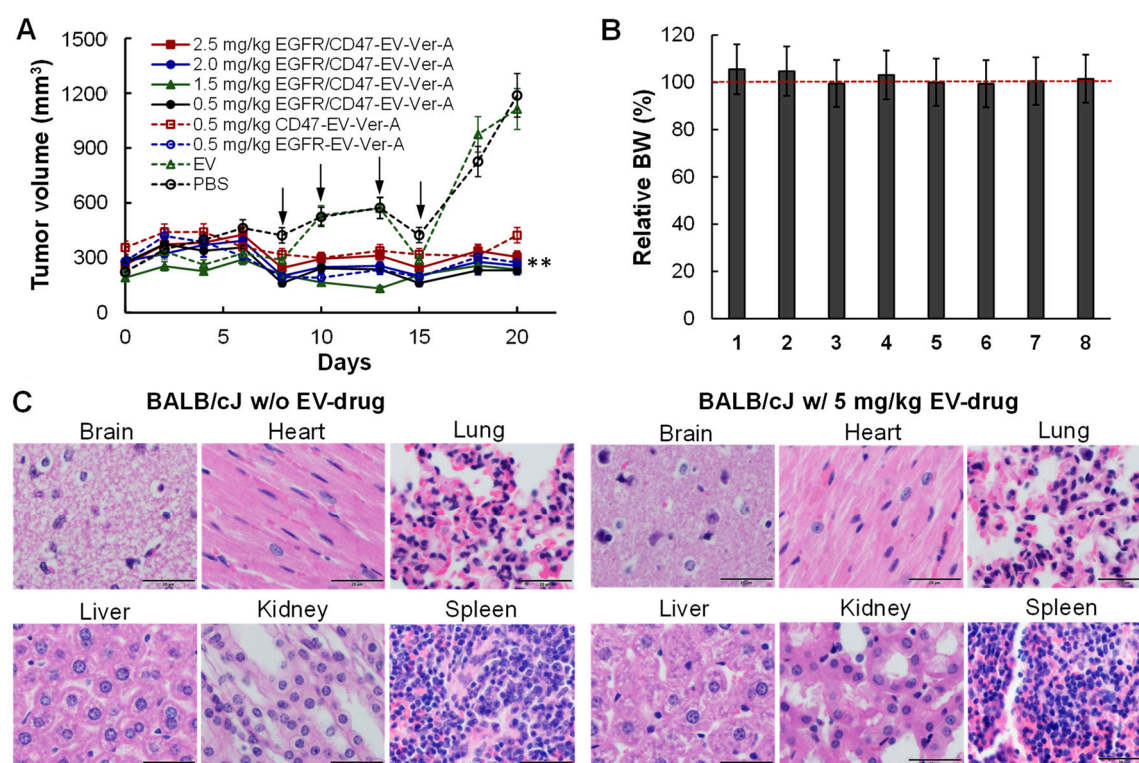 A
Tumor volume (mm³)
1500
1200
900
600
300
0
2.5 mg/kg EGFR/CD47-EV-Ver-A
2.0 mg/kg EGFR/CD47-EV-Ver-A
1.5 mg/kg EGFR/CD47-EV-Ver-A
0.5 mg/kg EGFR/CD47-EV-Ver-A
0.5 mg/kg CD47-EV-Ver-A
0.5 mg/kg EGFR-EV-Ver-A
EV
PBS
**
0 5 10 15 20
Days
B
Relative BW (%)
120
100
80
60
40
20
0
1 2 3 4 5 6 7 8
C
BALB/cJ w/o EV-drug
Brain Heart Lung
Liver Kidney Spleen
BALB/cJ w/ 5 mg/kg EV-drug
Brain Heart Lung
Liver Kidney Spleen